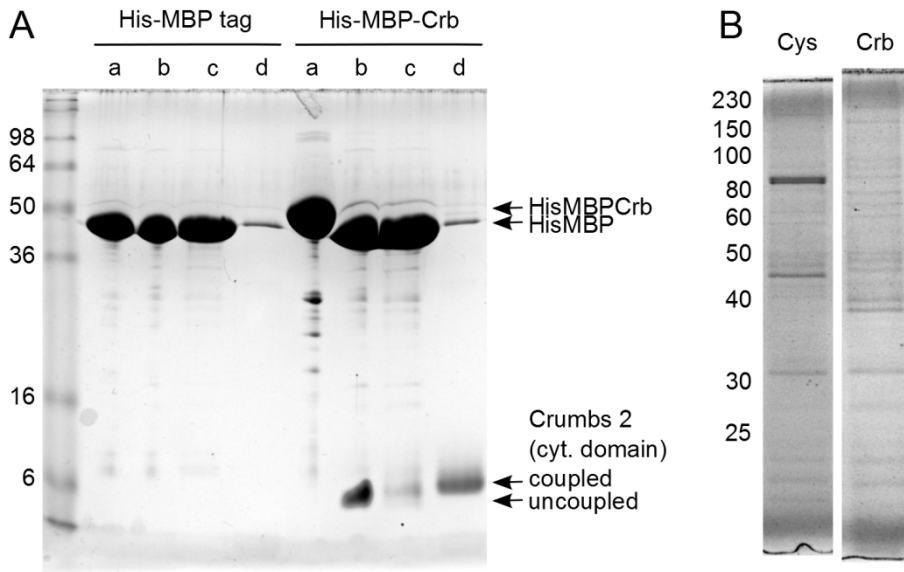 A
His-MBP tag
His-MBP-Crb
a b c d a b c d
98
64
50
36
16
6
HisMBPCrb
HisMBP
Crumbs 2
(cyt. domain)
coupled
uncoupled
B
Cys Crb
230
150
100
80
60
50
40
30
25